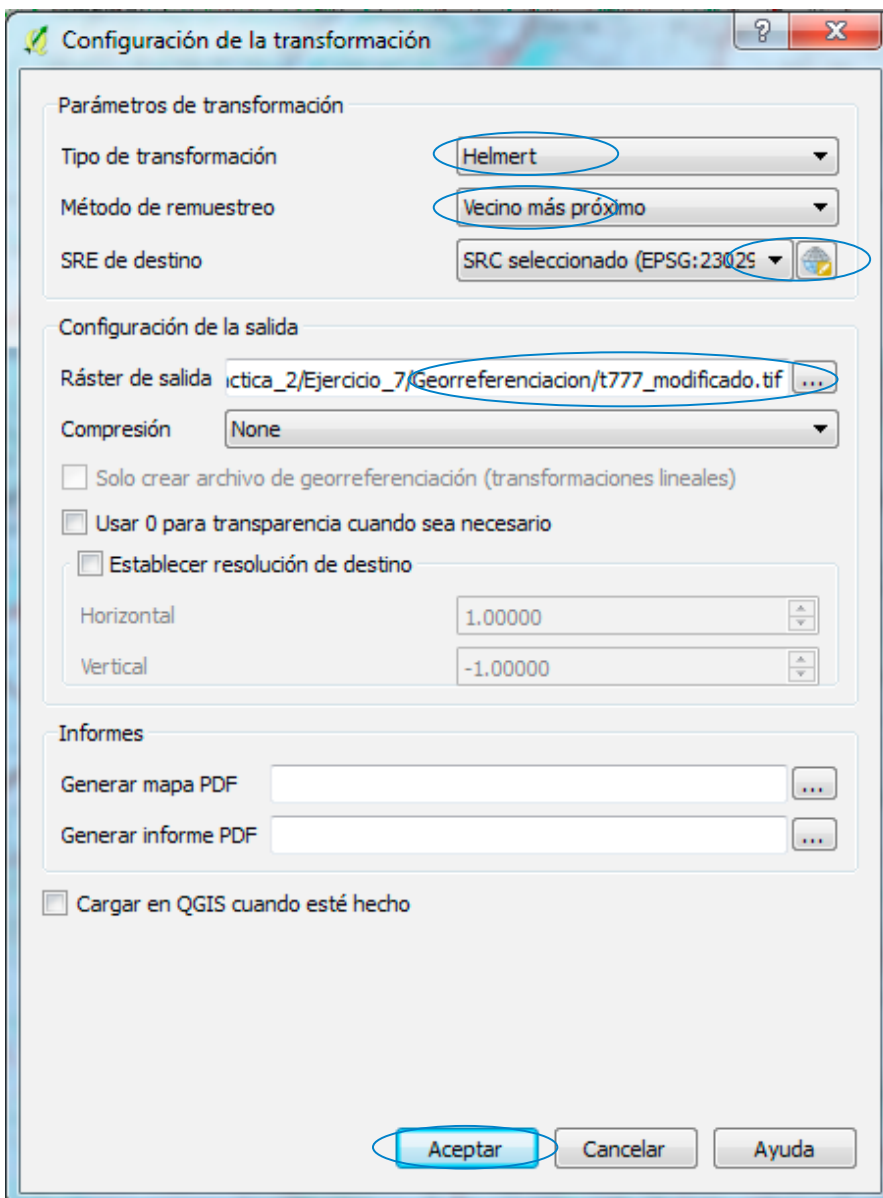 Configuración de la transformación
Parámetros de transformación
Tipo de transformación Helmert
Método de remuestreo Vecino más próximo
SRE de destino SRC seleccionado (EPSG:23029
Configuración de la salida
Ráster de salida actica_2/Ejercicio_7/Georreferenciacion/t777_modificado.tif ...
Compresión None
Solo crear archivo de georreferenciación (transformaciones lineales)
Usar 0 para transparencia cuando sea necesario
Establecer resolución de destino
Horizontal 1.00000
Vertical -1.00000
Informes
Generar mapa PDF ...
Generar informe PDF ...
Cargar en QGIS cuando esté hecho
Aceptar Cancelar Ayuda